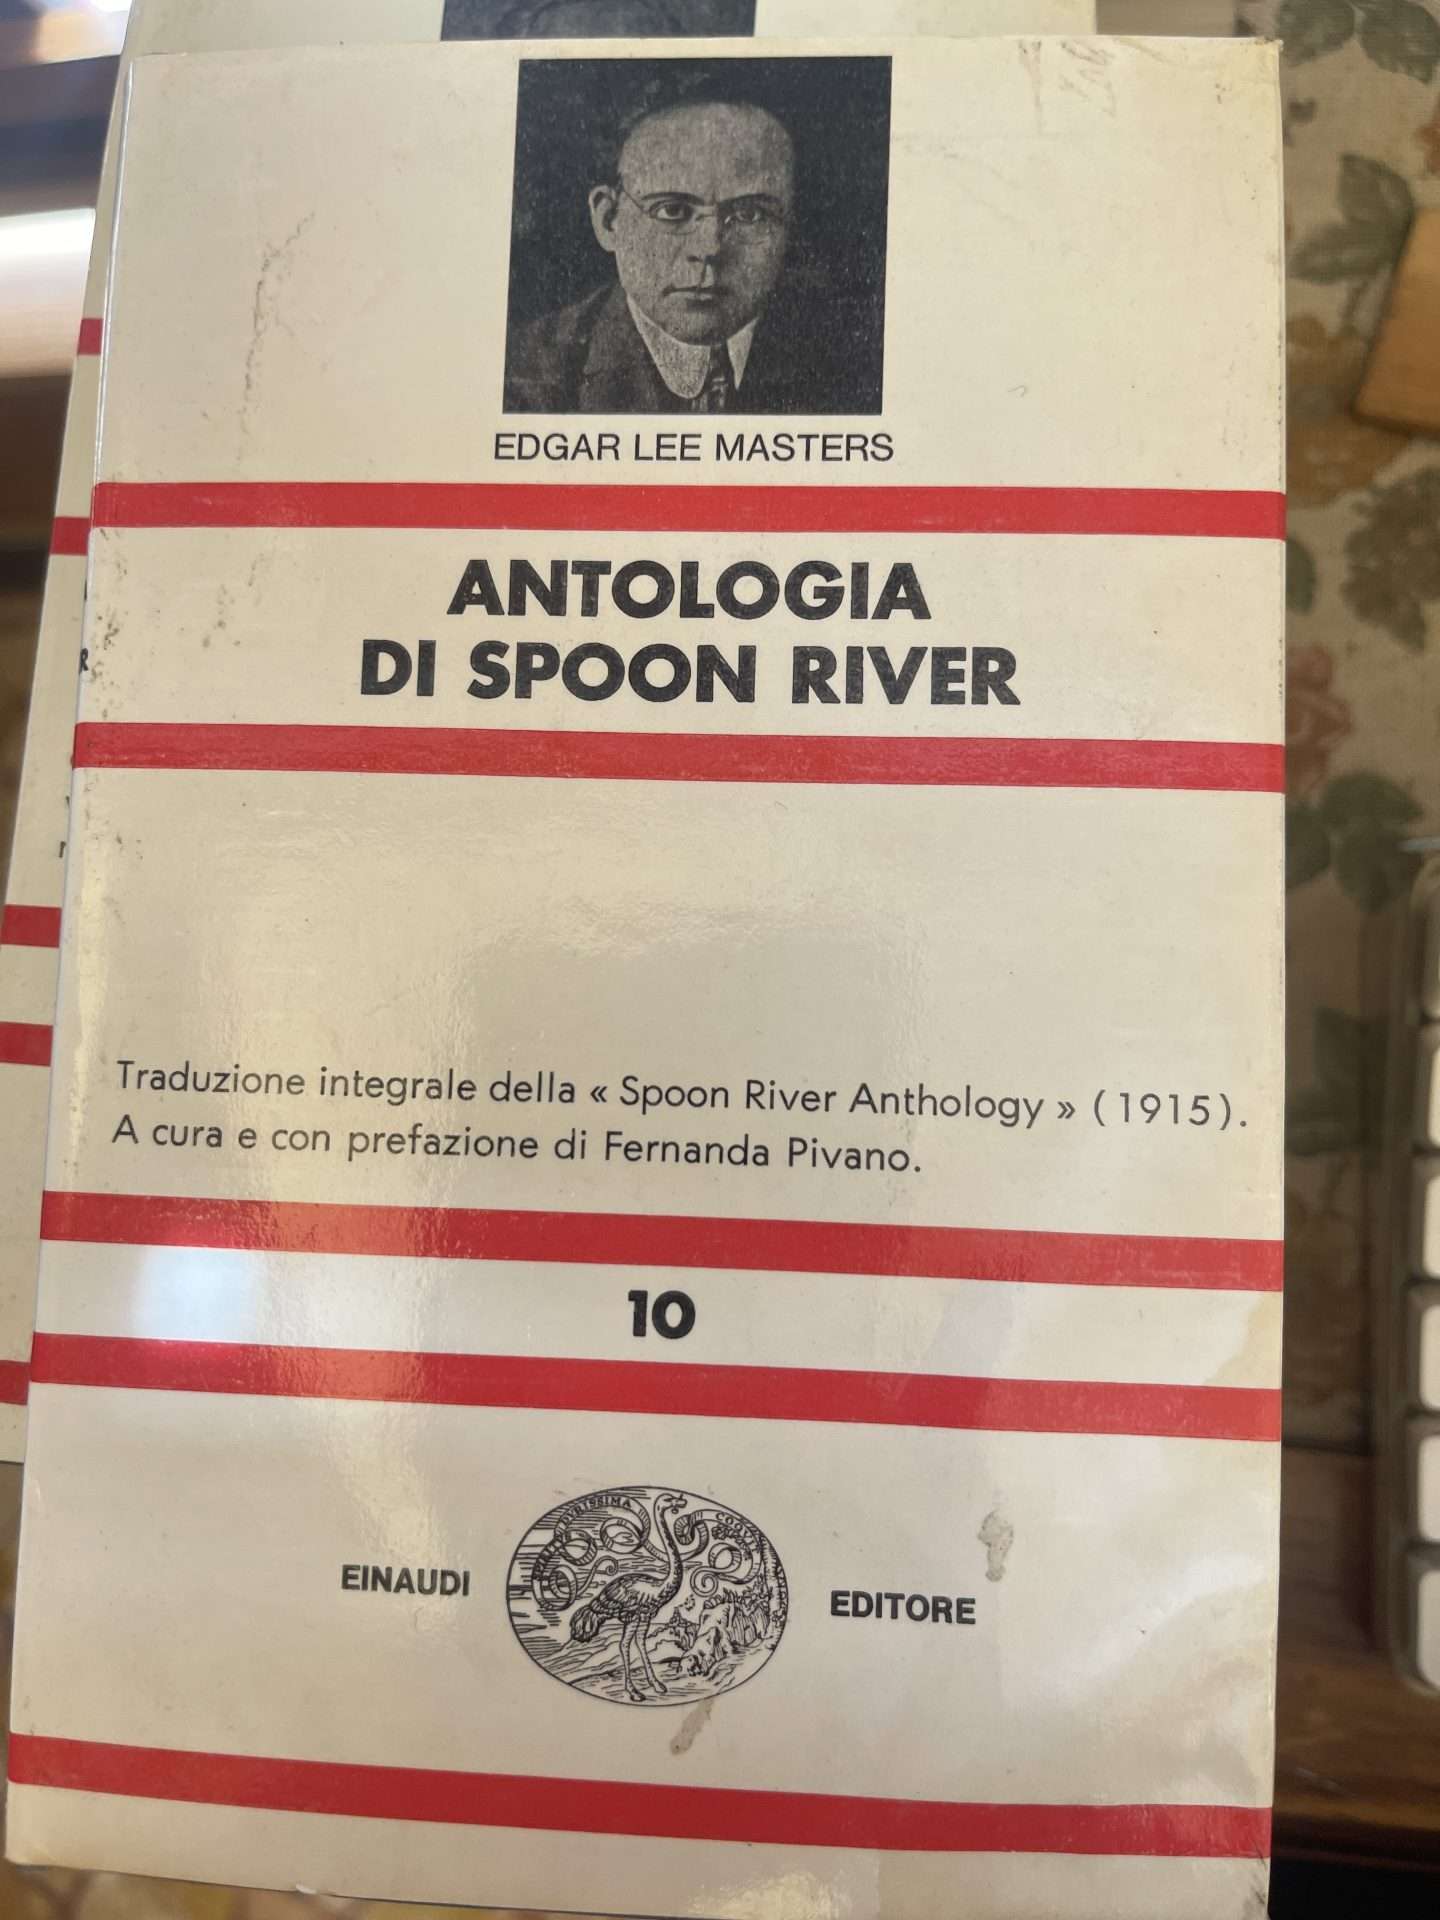 EDGAR LEE MASTERS
ANTOLOGIA
DI SPOON RIVER
Traduzione integrale della « Spoon River Anthology » (1915).
A cura e con prefazione di Fernanda Pivano.
10
EINAUDI EDITORE